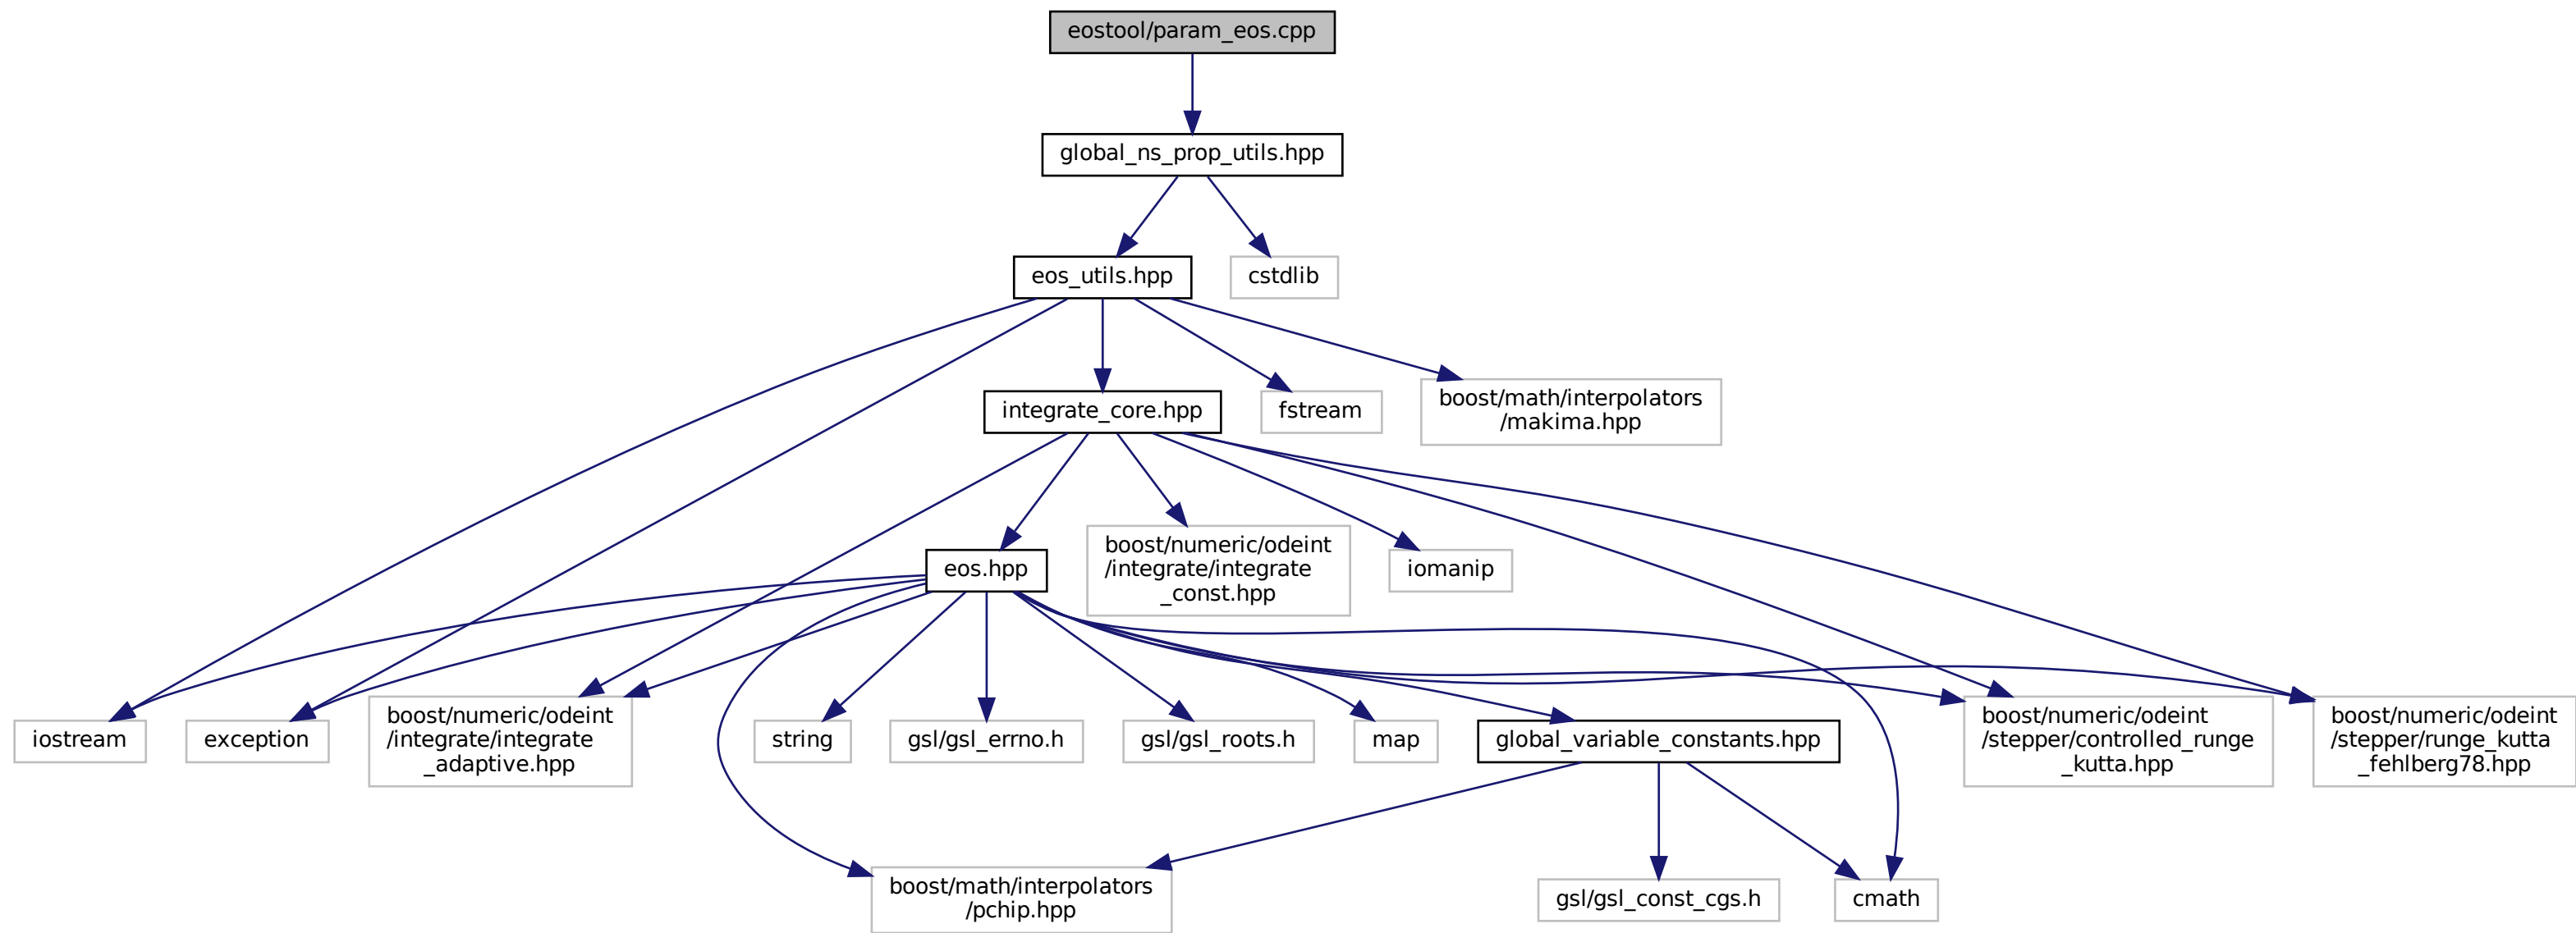 eostool/param_eos.cpp
global_ns_prop_utils.hpp
eos_utils.hpp
cstdlib
integrate_core.hpp
fstream
boost/math/interpolators
/makima.hpp
eos.hpp
boost/numeric/odeint
/integrate/integrate
_const.hpp
iomanip
iostream
exception
boost/numeric/odeint
/integrate/integrate
_adaptive.hpp
string
gsl/gsl_errno.h
gsl/gsl_roots.h
map
global_variable_constants.hpp
boost/numeric/odeint
/stepper/controlled_runge
_kutta.hpp
boost/numeric/odeint
/stepper/runge_kutta
_fehlberg78.hpp
boost/math/interpolators
/pchip.hpp
gsl/gsl_const_cgs.h
cmath